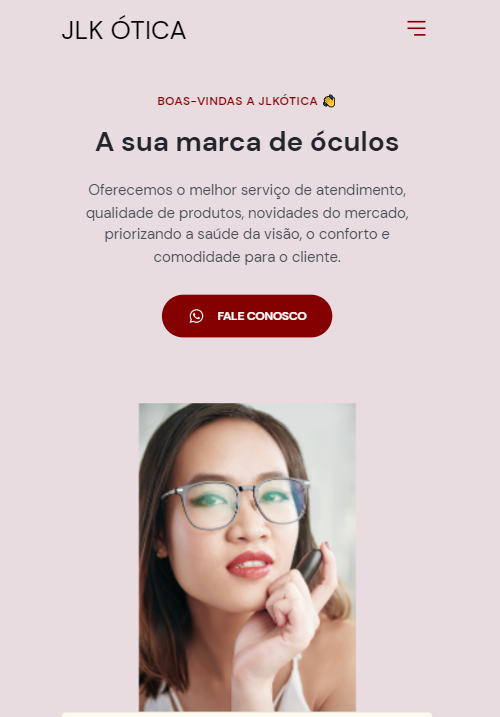 JLK ÓTICA
BOAS-VINDAS A JLKÓTICA 👏
A sua marca de óculos
Oferecemos o melhor serviço de atendimento,
qualidade de produtos, novidades do mercado,
priorizando a saúde da visão, o conforto e
comodidade para o cliente.
FALE CONOSCO